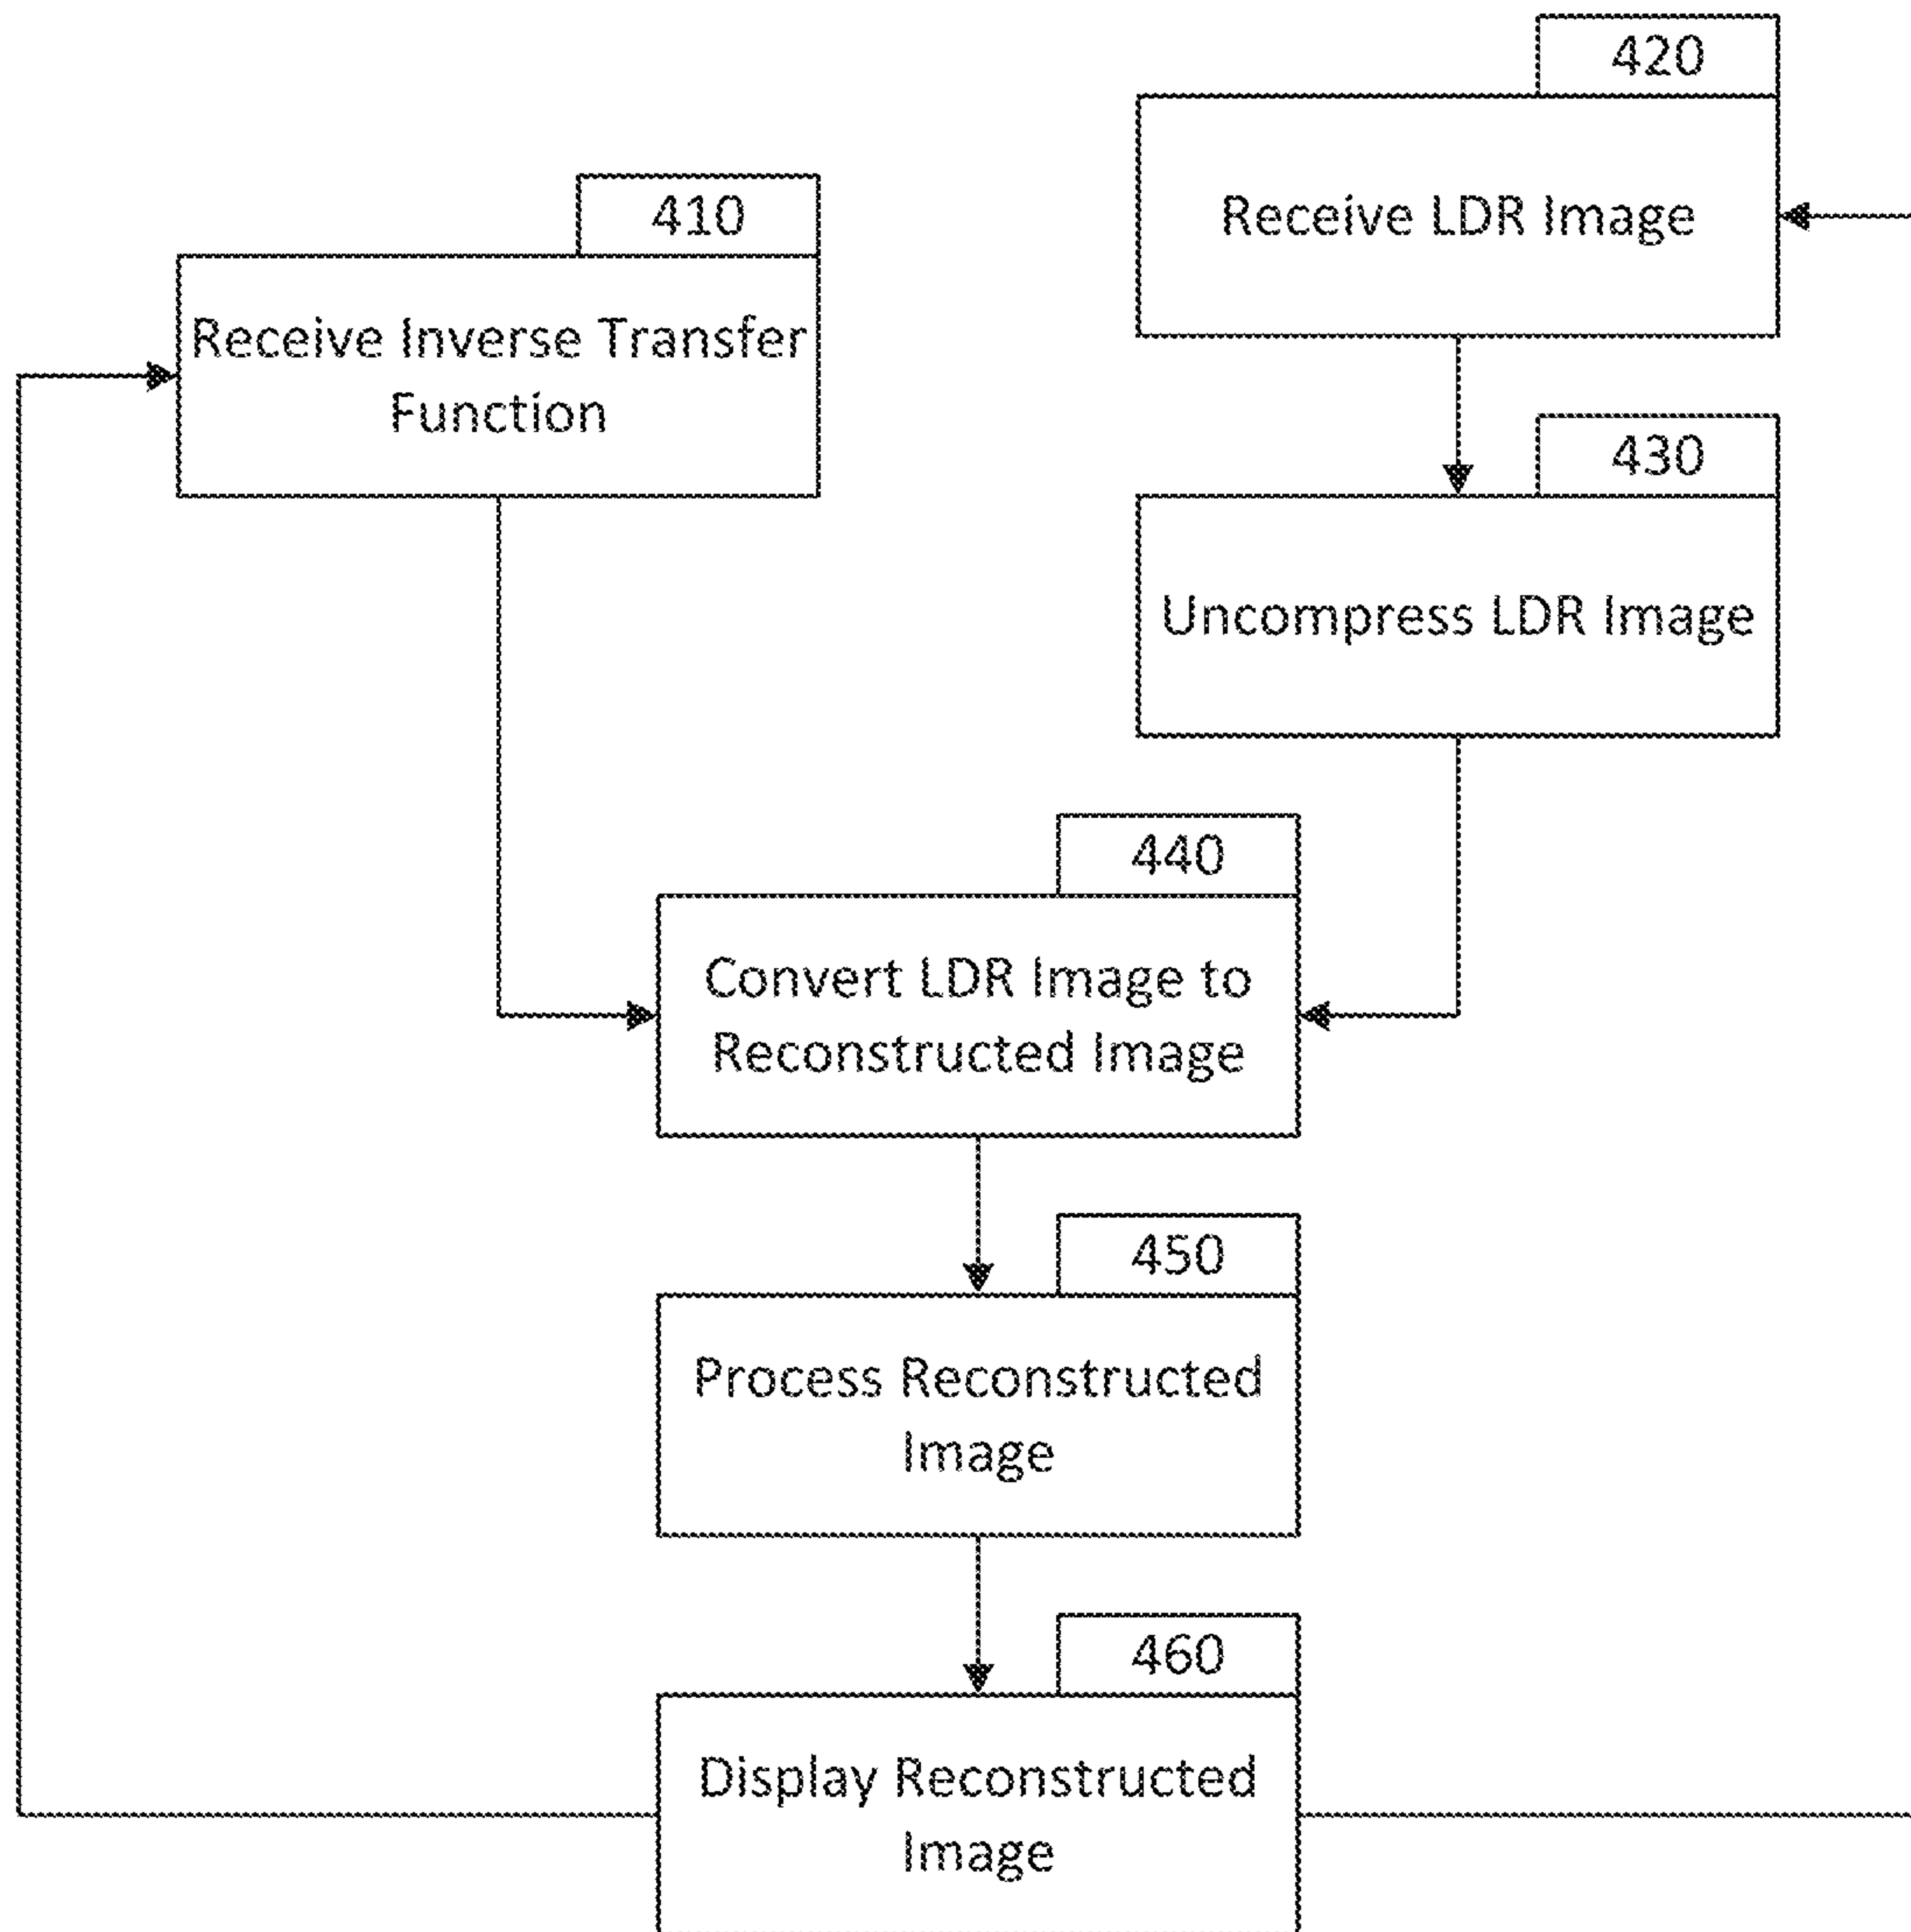 420
Receive LDR Image
410
Receive Inverse Transfer
Function
430
Uncompress LDR Image
440
Convert LDR Image to
Reconstructed Image
450
Process Reconstructed
Image
460
Display Reconstructed
Image